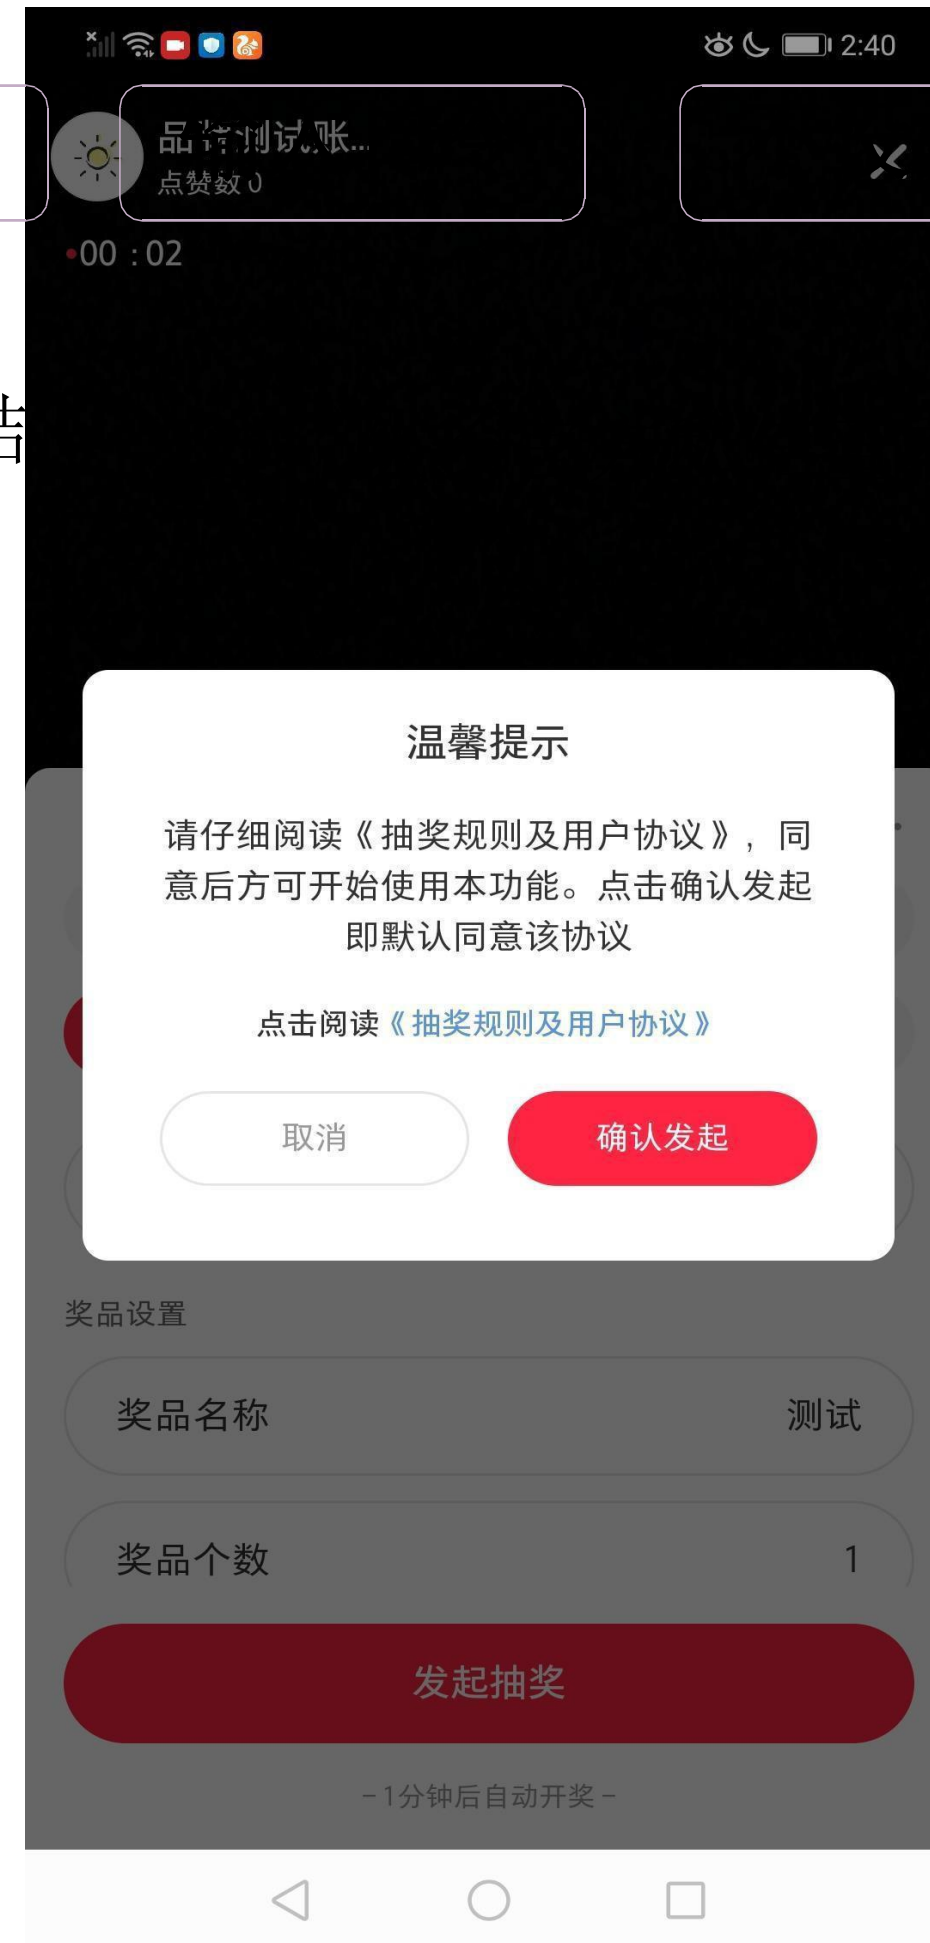 2:40
测试账...
点赞数 0
00 : 02
温馨提示
请仔细阅读《抽奖规则及用户协议》，同
意后方可开始使用本功能。点击确认发起
即默认同意该协议
点击阅读《抽奖规则及用户协议》
取消
确认发起
奖品设置
奖品名称
测试
奖品个数
1
发起抽奖
-1分钟后自动开奖-